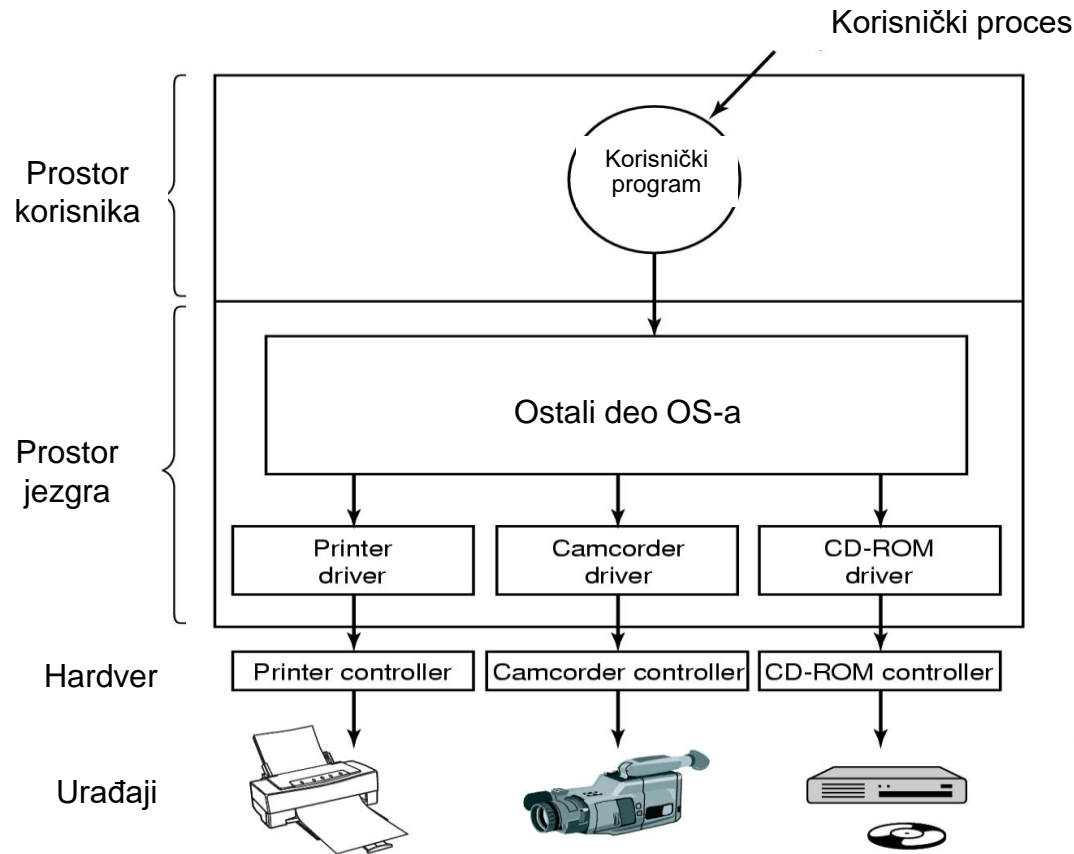 Korisnički proces
Korisnički
program
Prostor
korisnika
Ostali deo OS-a
Prostor
jezgra
Printer
driver
Camcorder
driver
CD-ROM
driver
Hardver
Printer controller
Camcorder controller
CD-ROM controller
Urađaji